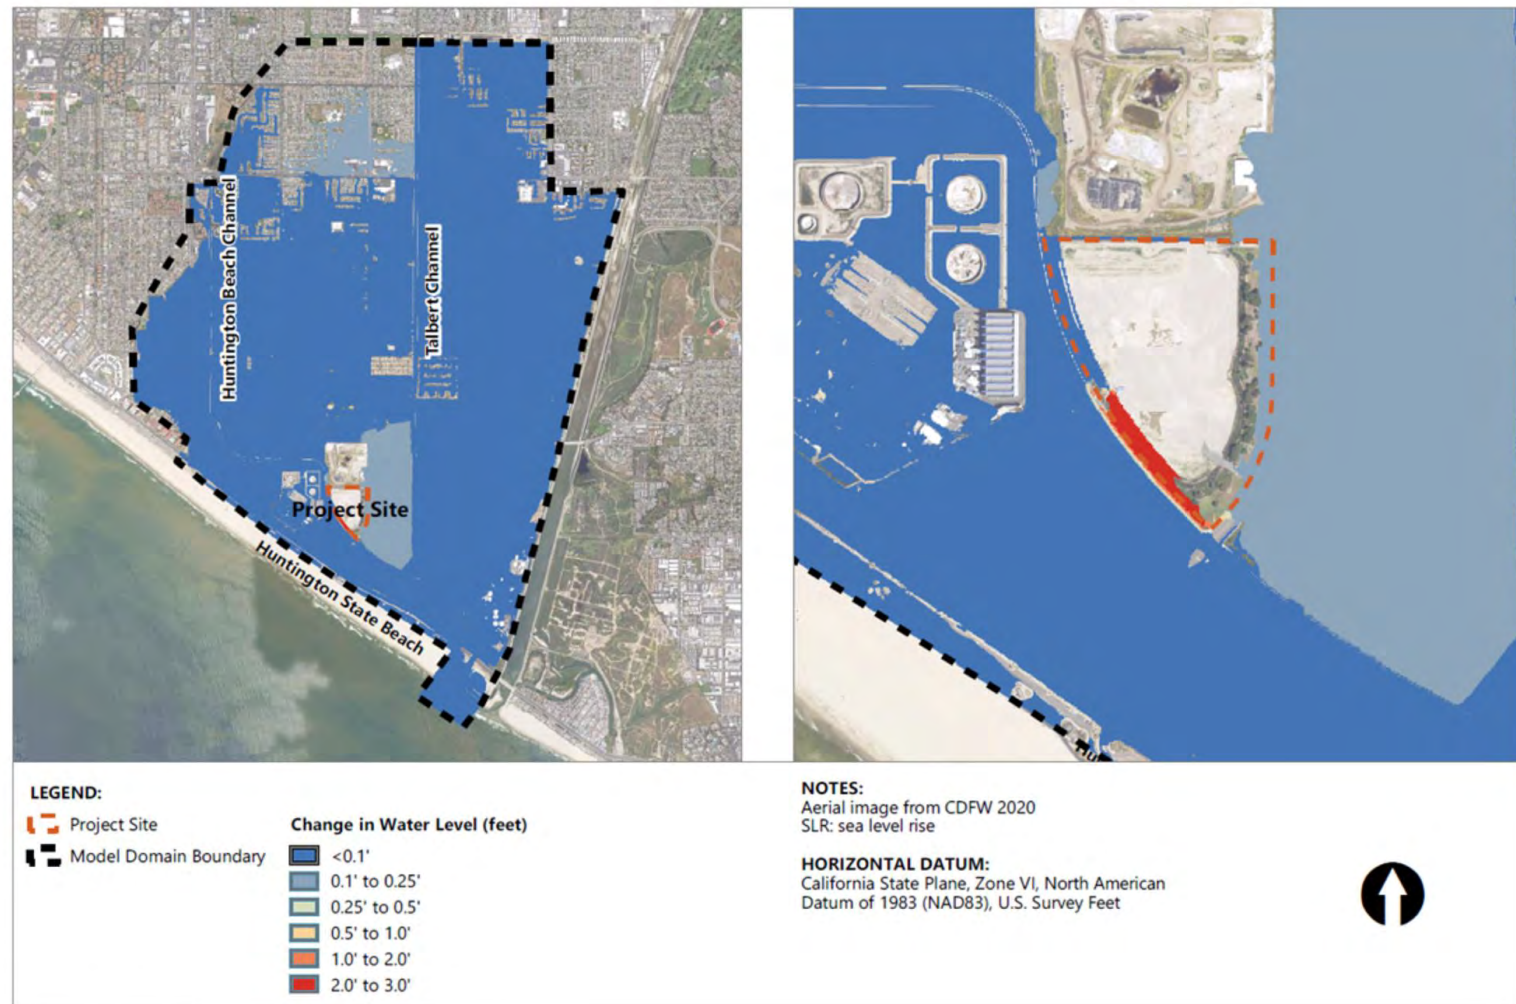 Huntington Beach Channel
Talbert Channel
Project Site
Huntington State Beach
Hu
LEGEND:
Project Site
Model Domain Boundary
Change in Water Level (feet)
<0.1'
0.1' to 0.25'
0.25' to 0.5'
0.5' to 1.0'
1.0' to 2.0'
2.0' to 3.0'
NOTES:
Aerial image from CDFW 2020
SLR: sea level rise
HORIZONTAL DATUM:
California State Plane, Zone VI, North American
Datum of 1983 (NAD83), U.S. Survey Feet